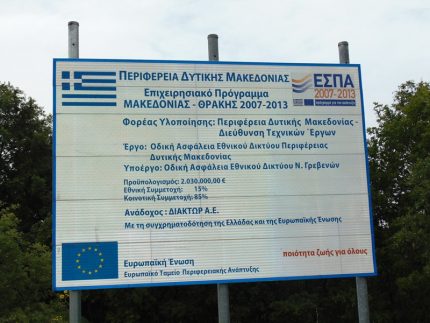 ΠΕΡΙΦΕΡΕΙΑ ΔΥΤΙΚΗΣ ΜΑΚΕΔΟΝΙΑΣ
Επιχειρησιακό Πρόγραμμα
ΜΑΚΕΔΟΝΙΑΣ - ΘΡΑΚΗΣ 2007-2013
ΕΣΠΑ
2007-2013
Φορέας Υλοποίησης: Περιφέρεια Δυτικής Μακεδονίας -
Διεύθυνση Τεχνικών Έργων
Έργο: Οδική Ασφάλεια Εθνικού Δικτύου Περιφέρειας
Δυτικής Μακεδονίας
Υποέργο: Οδική Ασφάλεια Εθνικού Δικτύου Ν. Γρεβενών
Προϋπολογισμός: 2.030.000,00 €
Εθνική Συμμετοχή: 15%
Κοινοτική Συμμετοχή: 85%
Ανάδοχος : ΔΙΑΚΤΩΡ Α.Ε.
Με τη συγχρηματοδότηση της Ελλάδας και της Ευρωπαϊκής Ένωσης
ποιότητα ζωής για όλους
Ευρωπαϊκή Ένωση
Ευρωπαϊκό Ταμείο Περιφερειακής Ανάπτυξης